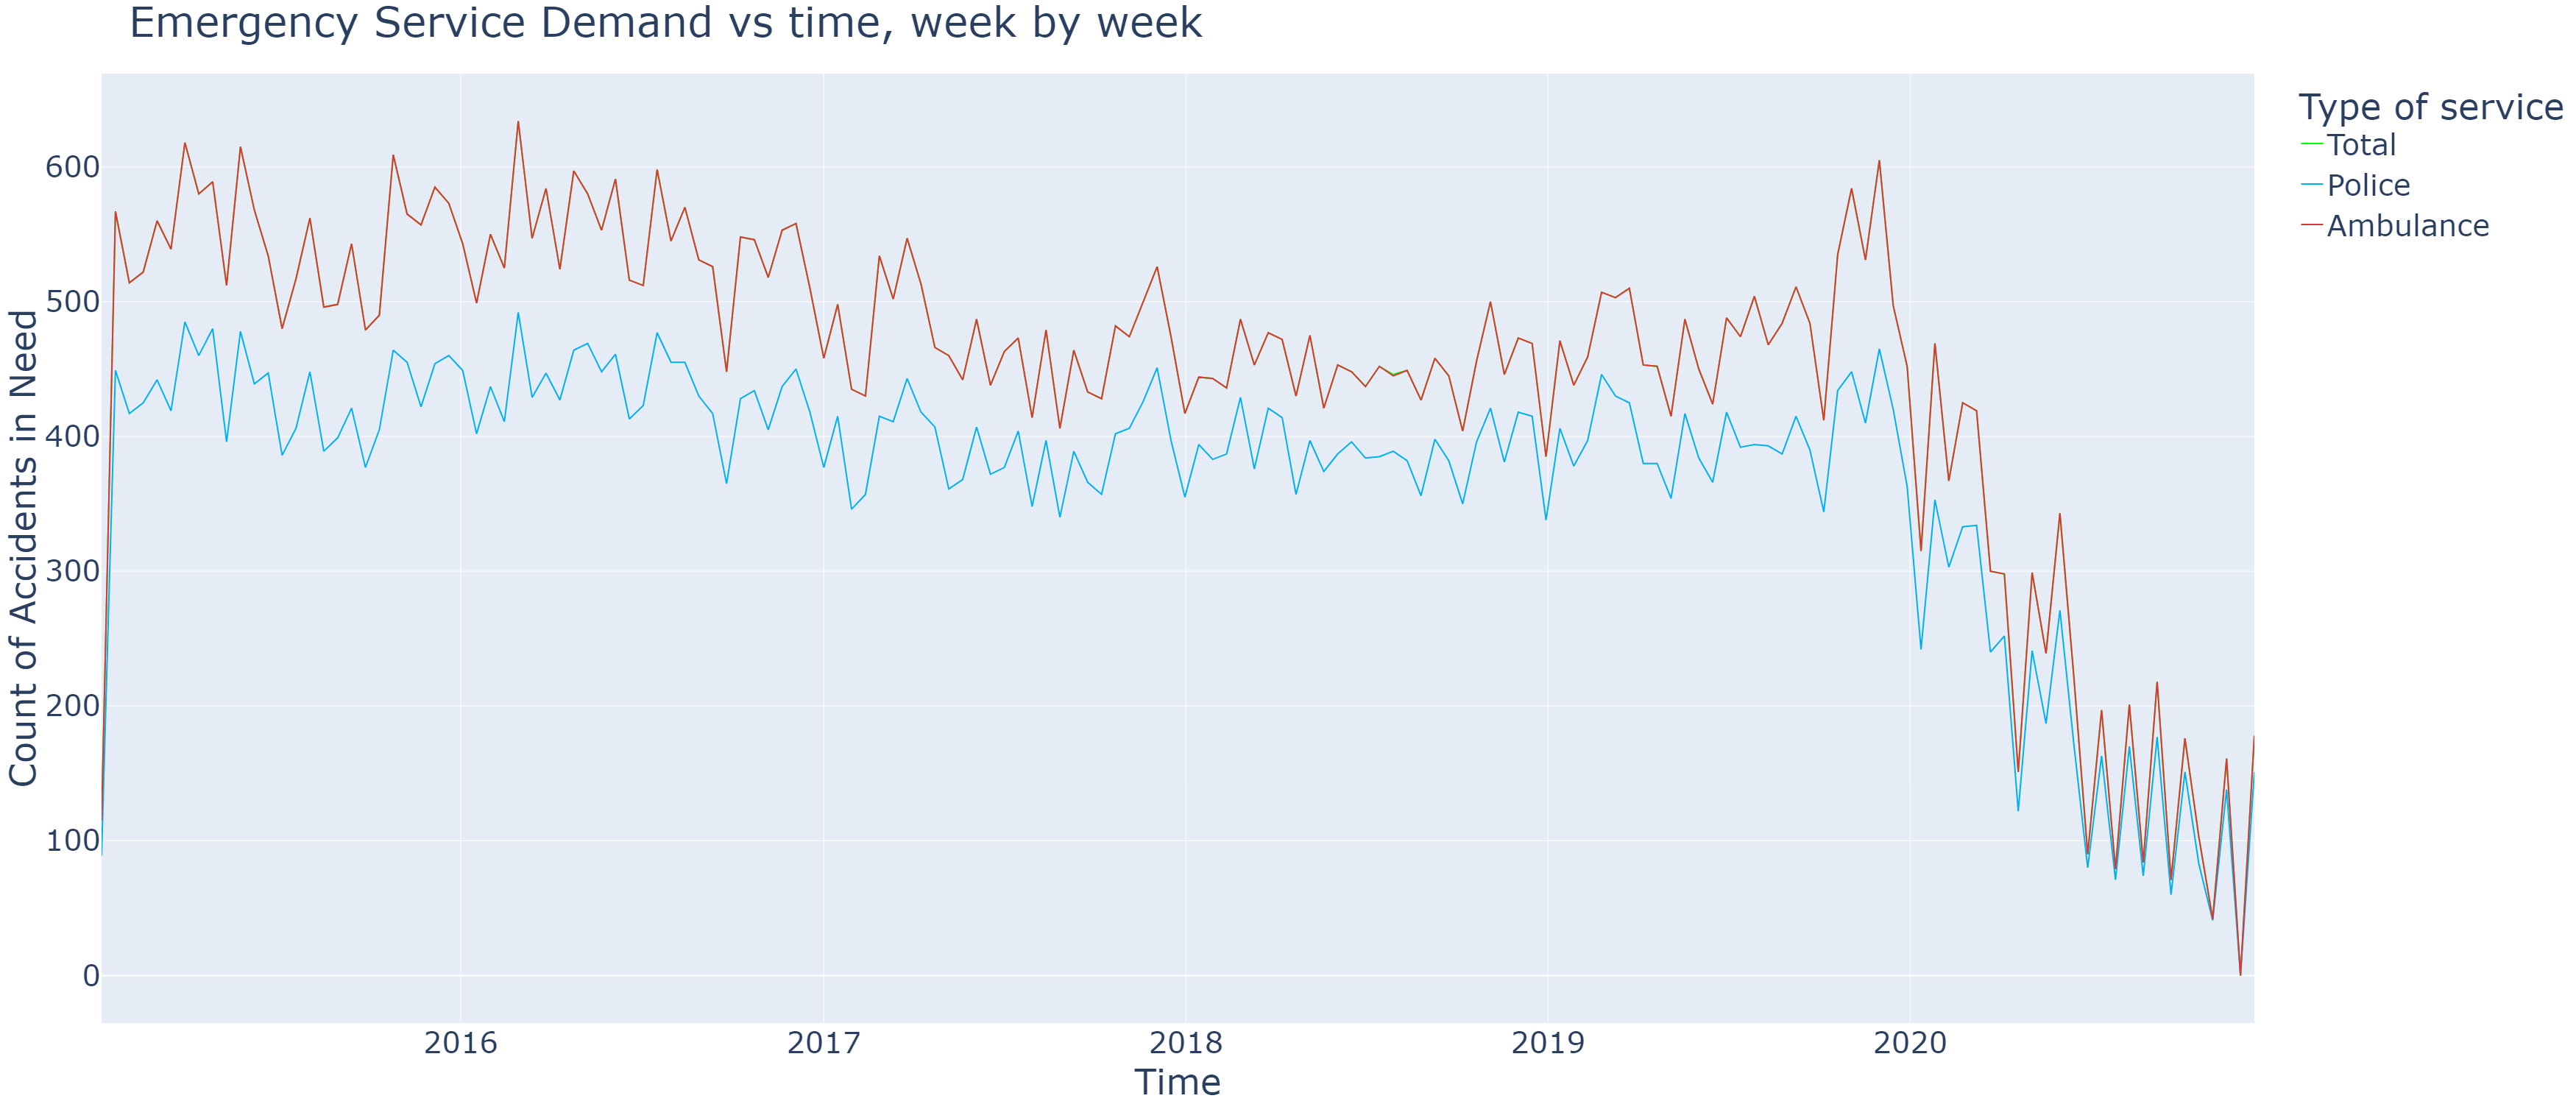 Emergency Service Demand vs time, week by week
Type of service
Total
Police
Ambulance
Count of Accidents in Need
600
500
400
300
200
100
0
2016
2017
2018
2019
2020
Time